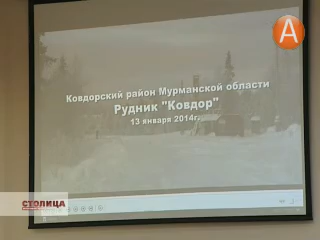 А
Ковдорский район Мурманской области
Рудник "Ковдор"
13 января 2014г.
СТОЛИЦА